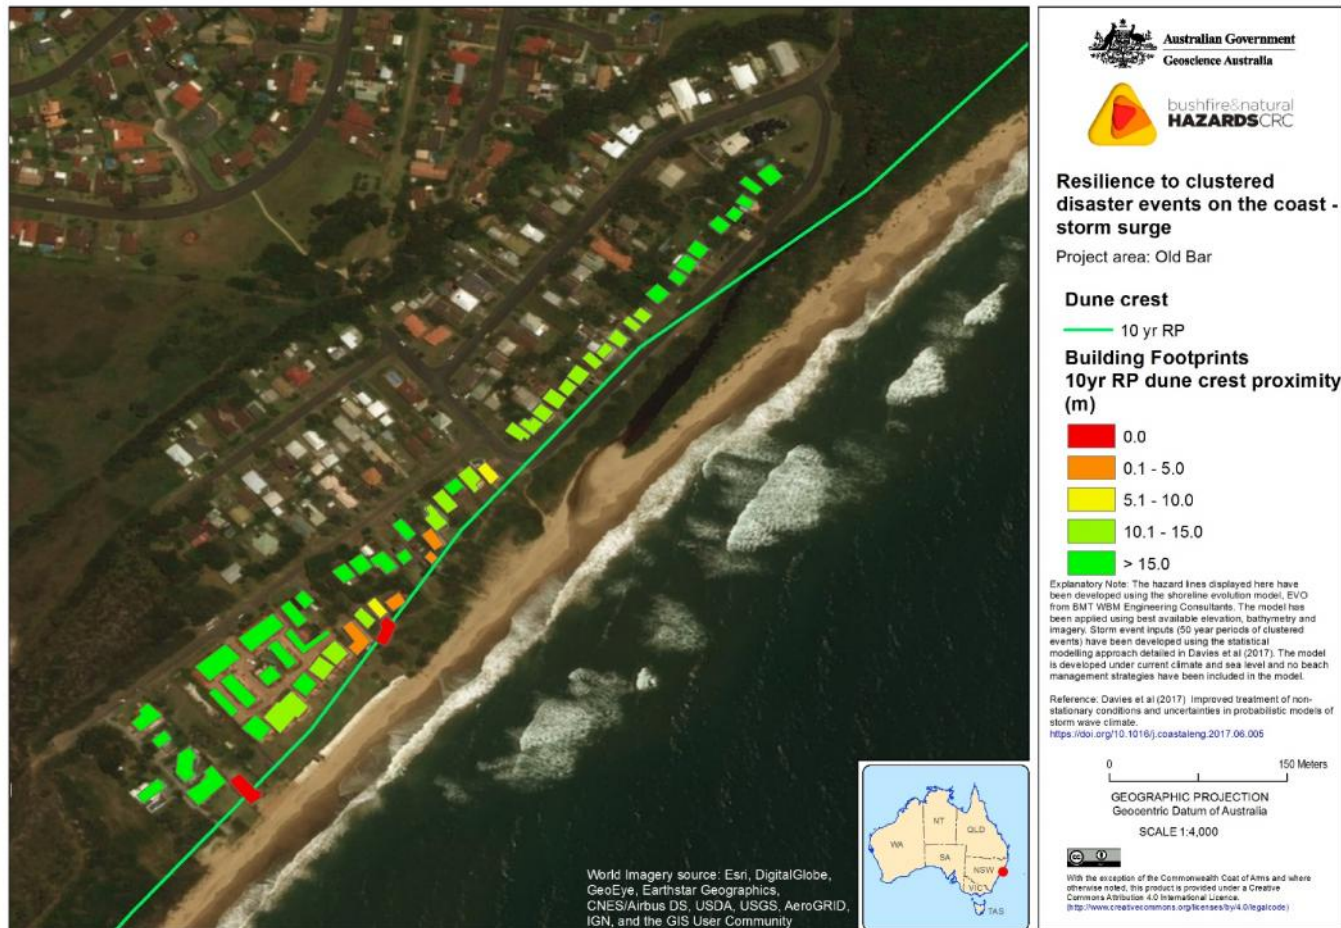 Australian Government
Geoscience Australia
bushfire&natural
HAZARDSCRC
Resilience to clustered
disaster events on the coast -
storm surge
Project area: Old Bar
Dune crest
10 yr RP
Building Footprints
10yr RP dune crest proximity
(m)
0.0
0.1 - 5.0
5.1 - 10.0
10.1 - 15.0
> 15.0
Explanatory Note: The hazard lines displayed here have
been developed using the shoreline evolution model, EVO
from BMT WBM Engineering Consultants. The model has
been applied using best available elevation, bathymetry and
imagery. Storm event inputs (50 year periods of clustered
events) have been developed using the statistical
modelling approach detailed in Davies et al (2017). The model
is developed under current climate and sea level and no beach
management strategies have been included in the model.
Reference: Davies et al (2017) Improved treatment of non-
stationary conditions and uncertainties in probabilistic models of
storm wave climate.
https://doi.org/10.1016/j.coastaleng.2017.06.005
0 150 Meters
GEOGRAPHIC PROJECTION
Geocentric Datum of Australia
SCALE 1:4,000
cc
With the exception of the Commonwealth Coat of Arms and where
otherwise noted, this product is provided under a Creative
Commons Attribution 4.0 International Licence.
(http://www.creativecommons.org/licenses/by/4.0/legalcode)
World Imagery source: Esri, DigitalGlobe,
GeoEye, Earthstar Geographics,
CNES/Airbus DS, USDA, USGS, AeroGRID,
IGN, and the GIS User Community
NT
QLD
WA
SA
NSW
VIC
TAS